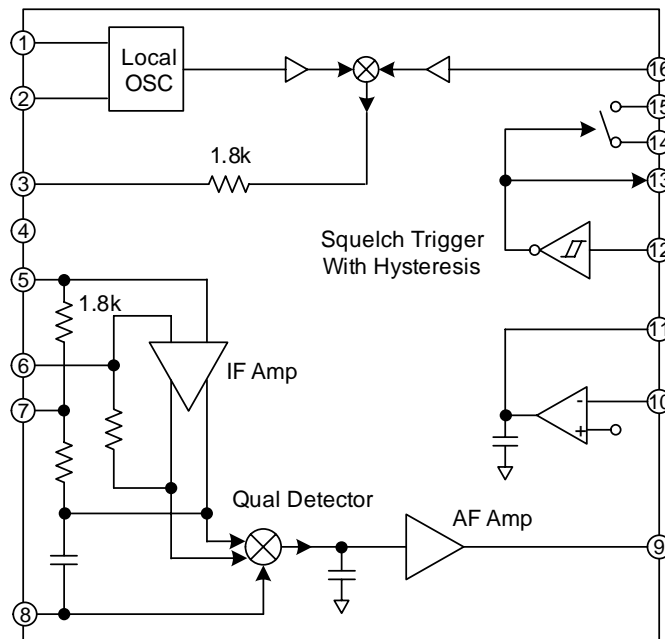 1
Local
OSC
16
2
15
14
1.8k
3
13
4
Squelch Trigger
With Hysteresis
12
5
1.8k
11
6
IF Amp
10
-
+
7
Qual Detector
AF Amp
9
8